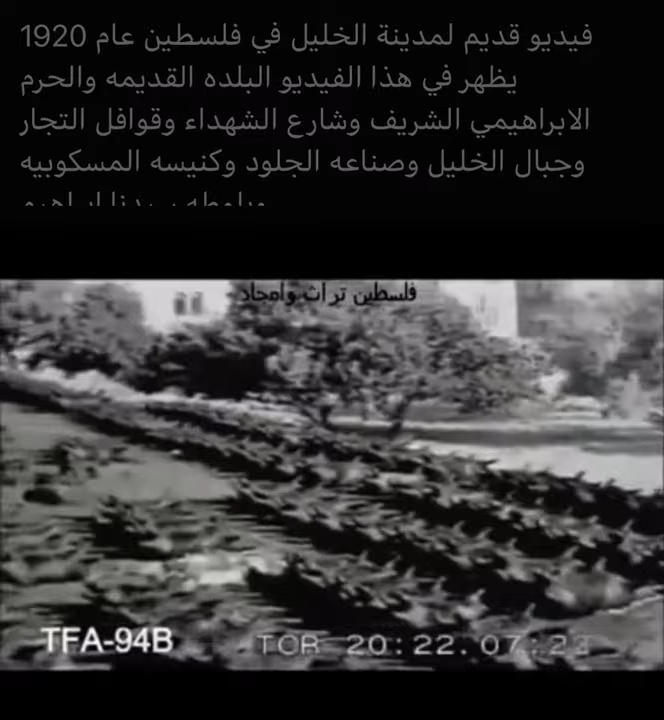 فيديو قديم لمدينة الخليل في فلسطين عام 1920
يظهر في هذا الفيديو البلده القديمه والحرم
الابراهيمي الشريف وشارع الشهداء وقوافل التجار
وجبال الخليل وصناعه الجلود وكنيسه المسكوبيه
فلسطين تراث وامجاد
TFA-94B
TCR 20:22.07:23